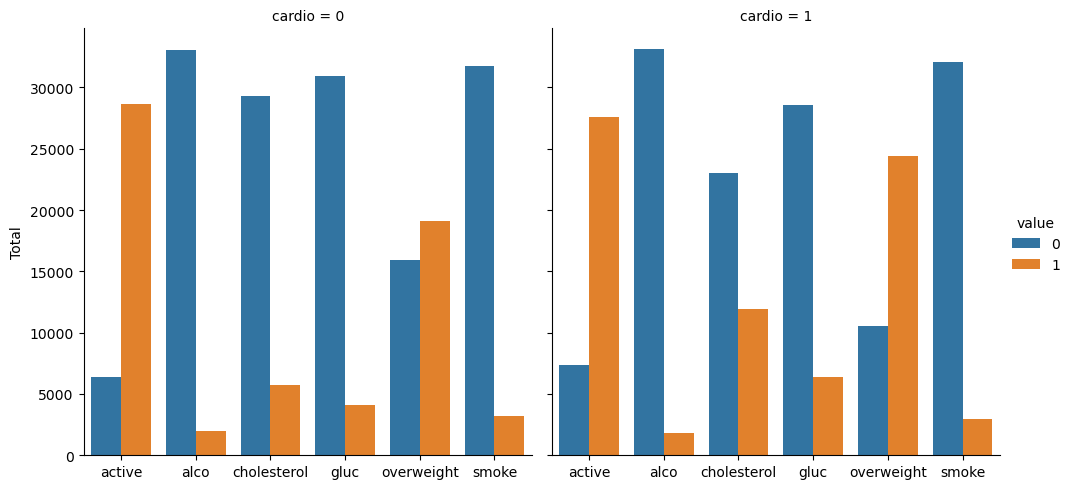 cardio = 0
cardio = 1
Total
30000
25000
20000
15000
10000
5000
0
active alco cholesterol gluc overweight smoke
active alco cholesterol gluc overweight smoke
value
0
1